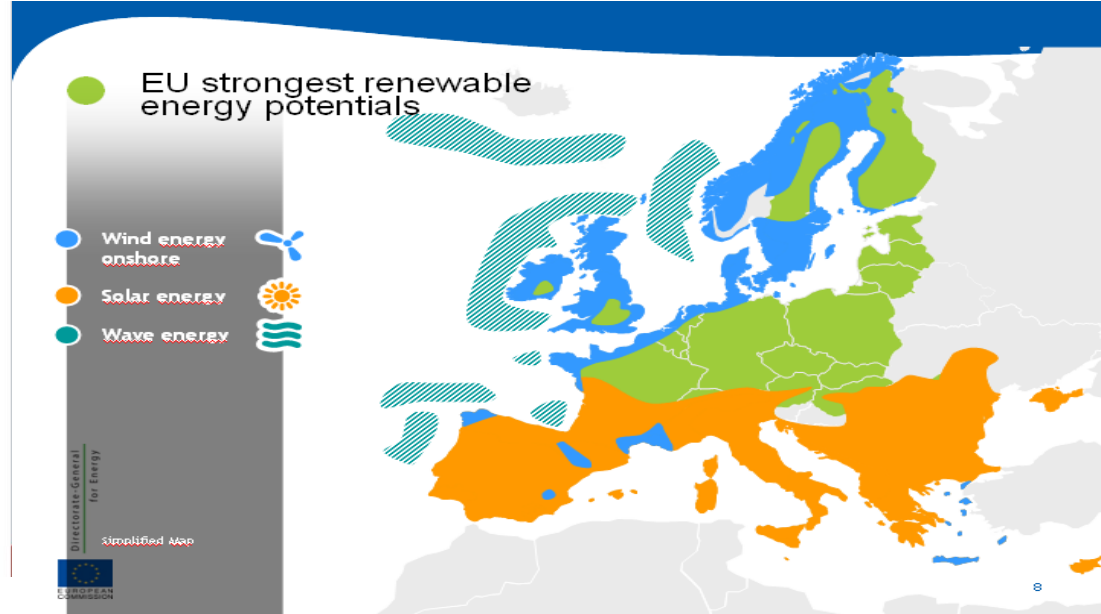 EU strongest renewable
energy potentials
Wind energy
onshore
Solar energy
Wave energy
Directorate-General
for Energy
Simplified Map
EUROPEAN
COMMISSION
8